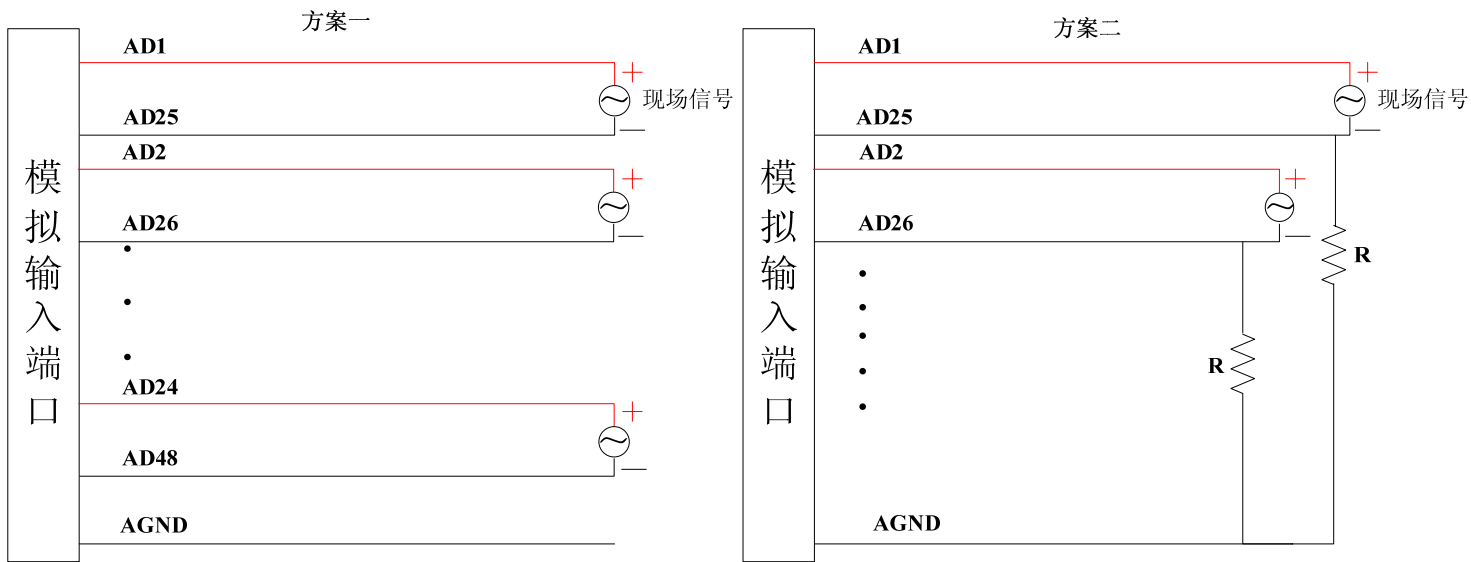 方案一
模拟输入端口
AD1
+
现场信号
AD25
—
AD2
+
AD26
—
AD24
+
AD48
—
AGND
方案二
模拟输入端口
AD1
+
现场信号
AD25
—
AD2
+
AD26
—
R
R
AGND